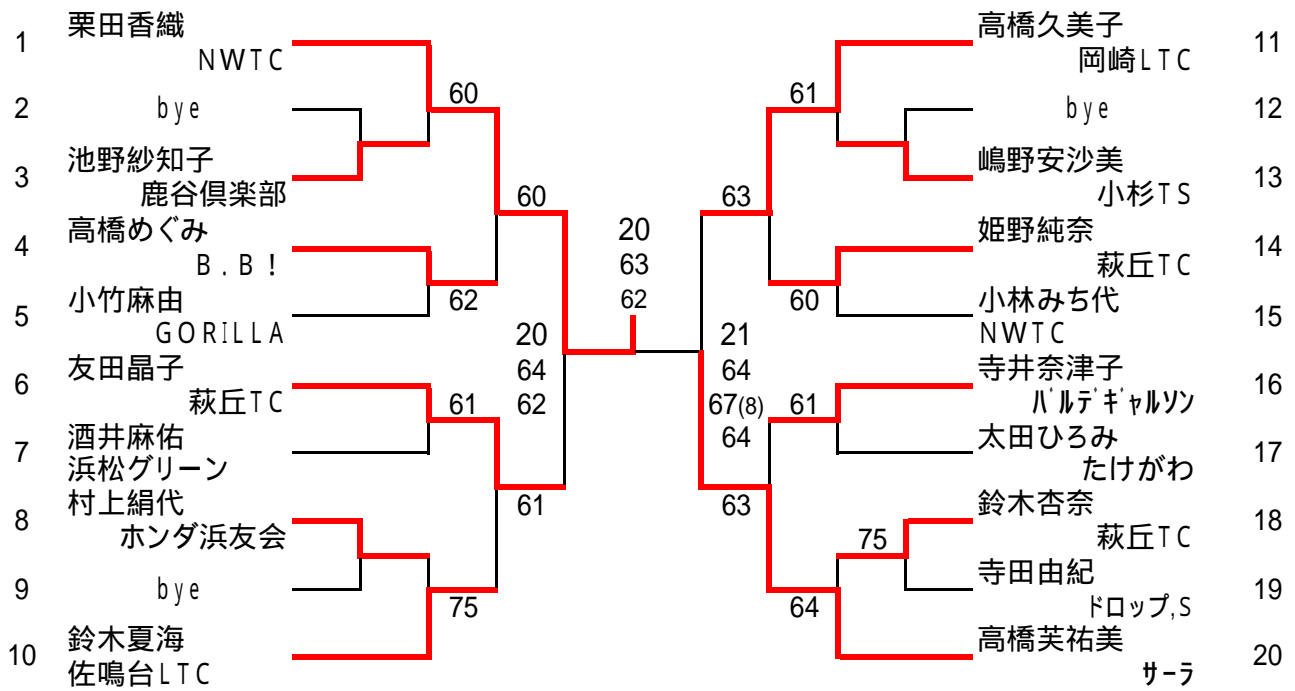 1 栗田香織
NWTC
60
2 bye
3 池野紗知子
鹿谷倶楽部
60
4 高橋めぐみ
B.B!
62
5 小竹麻由
GORILLA
20
64
62
6 友田晶子
萩丘TC
61
7 酒井麻佑
浜松グリーン
61
8 村上絹代
ホンダ浜友会
9 bye
75
10 鈴木夏海
佐鳴台LTC
20
63
62
高橋久美子 11
岡崎LTC
61
bye 12
嶋野安沙美 13
小杉TS
63
姫野純奈 14
萩丘TC
60
小林みち代 15
NWTC
21
64
67(8)
64
寺井奈津子 16
バルデギャルソン
61
太田ひろみ 17
たけがわ
63
鈴木杏奈 18
萩丘TC
75
寺田由紀 19
ドロップ,S
64
高橋芙祐美 20
サーラ